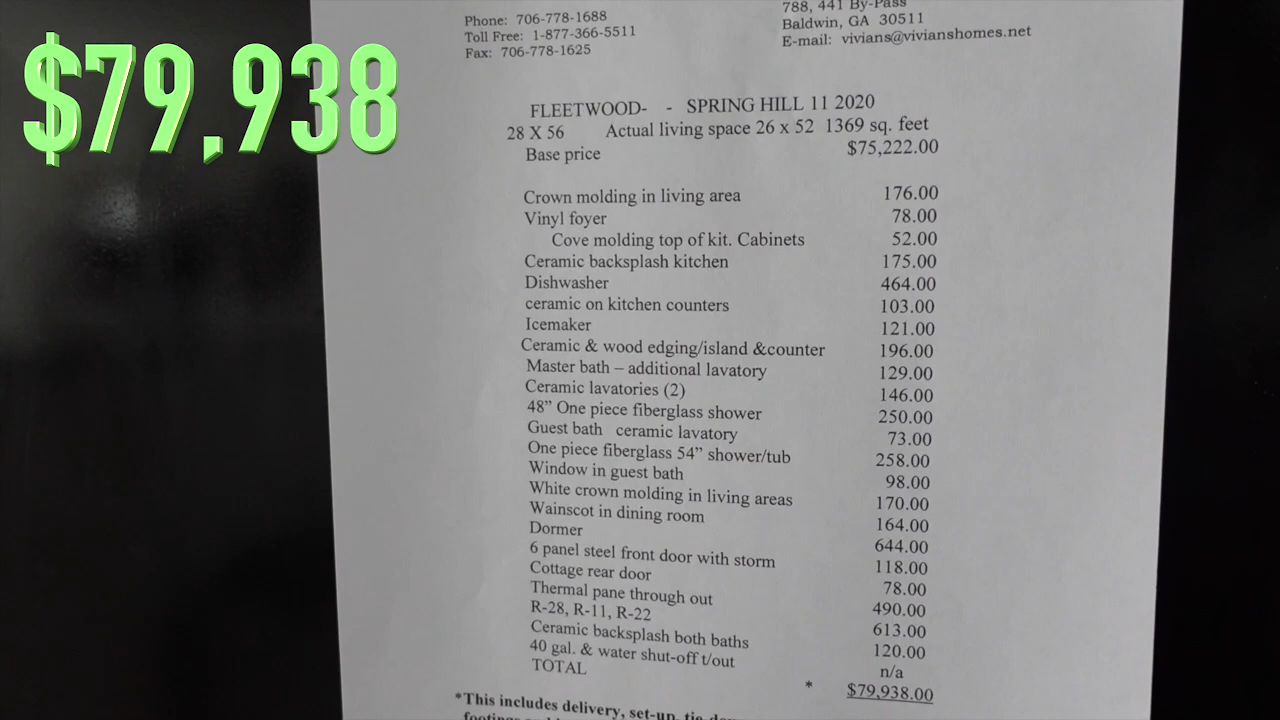 $79,938
Phone: 706-778-1688
Toll Free: 1-877-366-5511
Fax: 706-778-1625
788, 441 By-Pass
Baldwin, GA 30511
E-mail: vivians@vivianshomes.net
FLEETWOOD- - SPRING HILL 11 2020
28 X 56 Actual living space 26 x 52 1369 sq. feet
Base price $75,222.00
Crown molding in living area 176.00
Vinyl foyer 78.00
Cove molding top of kit. Cabinets 52.00
Ceramic backsplash kitchen 175.00
Dishwasher 464.00
ceramic on kitchen counters 103.00
Icemaker 121.00
Ceramic & wood edging/island &counter 196.00
Master bath – additional lavatory 129.00
Ceramic lavatories (2) 146.00
48” One piece fiberglass shower 250.00
Guest bath ceramic lavatory 73.00
One piece fiberglass 54” shower/tub 258.00
Window in guest bath 98.00
White crown molding in living areas 170.00
Wainscot in dining room 164.00
Dormer 644.00
6 panel steel front door with storm 118.00
Cottage rear door 78.00
Thermal pane through out 490.00
R-28, R-11, R-22 613.00
Ceramic backsplash both baths 120.00
40 gal. & water shut-off t/out n/a
TOTAL * $79,938.00
*This includes delivery, set-up,